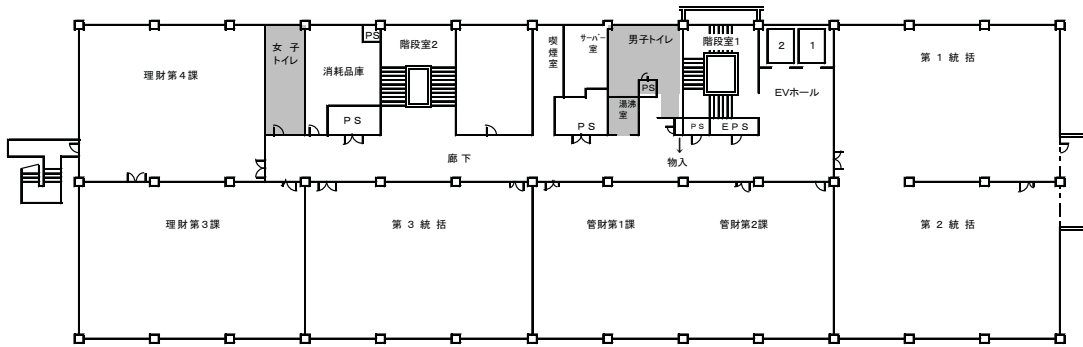 理財第4課
女子
トイレ
PS
消耗品庫
PS
階段室2
喫煙室
サーバー
室
PS
男子トイレ
PS
湯沸
室
階段室1
PS
EPS
物入
2
1
EVホール
第1統括
廊下
理財第3課
第3統括
管財第1課
管財第2課
第2統括